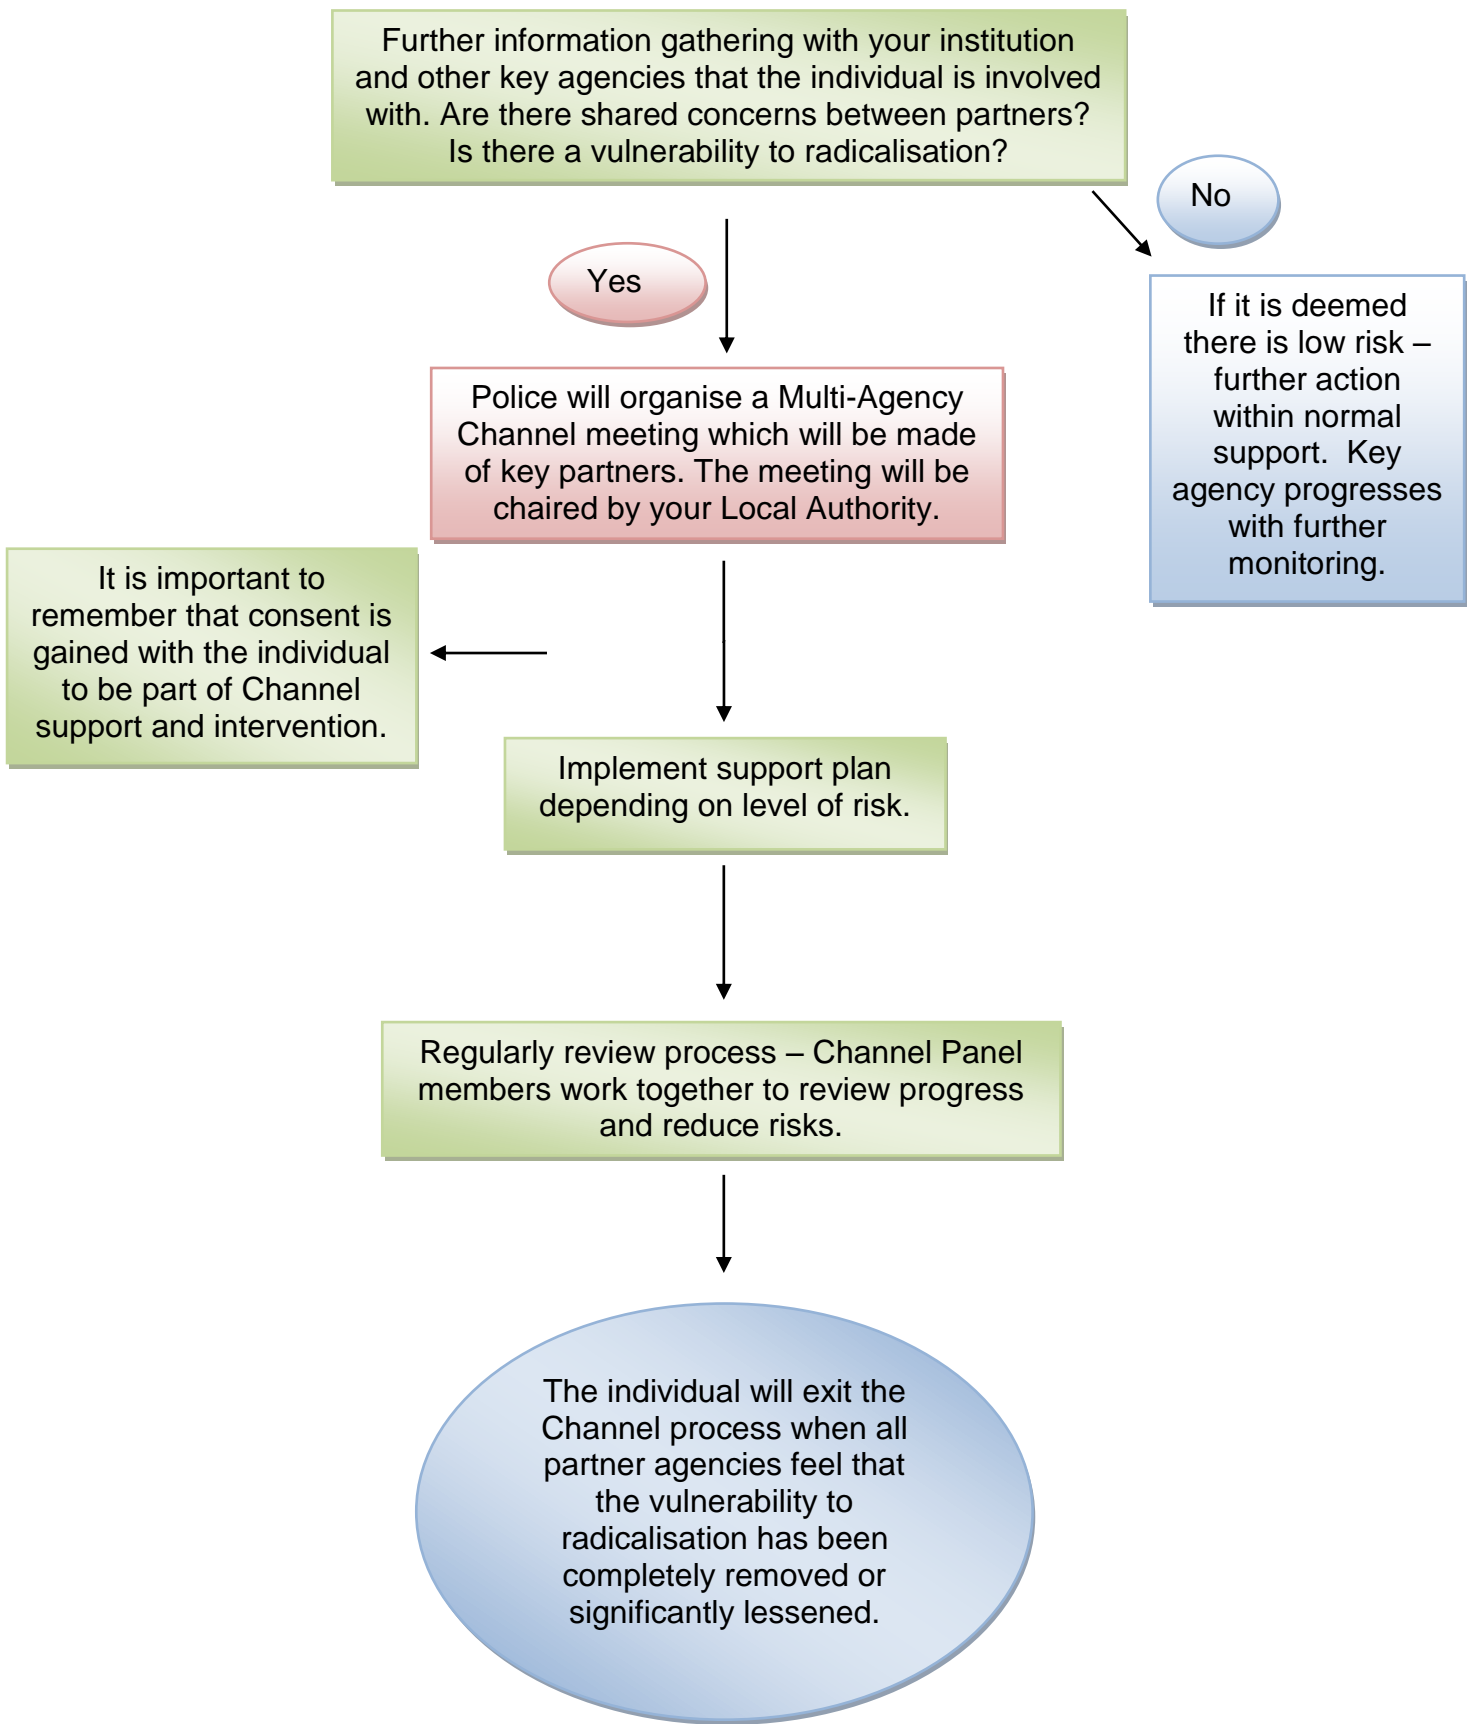 Further information gathering with your institution
and other key agencies that the individual is involved
with. Are there shared concerns between partners?
Is there a vulnerability to radicalisation?
No
Yes
If it is deemed
there is low risk –
further action
within normal
support.  Key
agency progresses
with further
monitoring.
Police will organise a Multi-Agency
Channel meeting which will be made
of key partners. The meeting will be
chaired by your Local Authority.
It is important to
remember that consent is
gained with the individual
to be part of Channel
support and intervention.
Implement support plan
depending on level of risk.
Regularly review process – Channel Panel
members work together to review progress
and reduce risks.
The individual will exit the
Channel process when all
partner agencies feel that
the vulnerability to
radicalisation has been
completely removed or
significantly lessened.